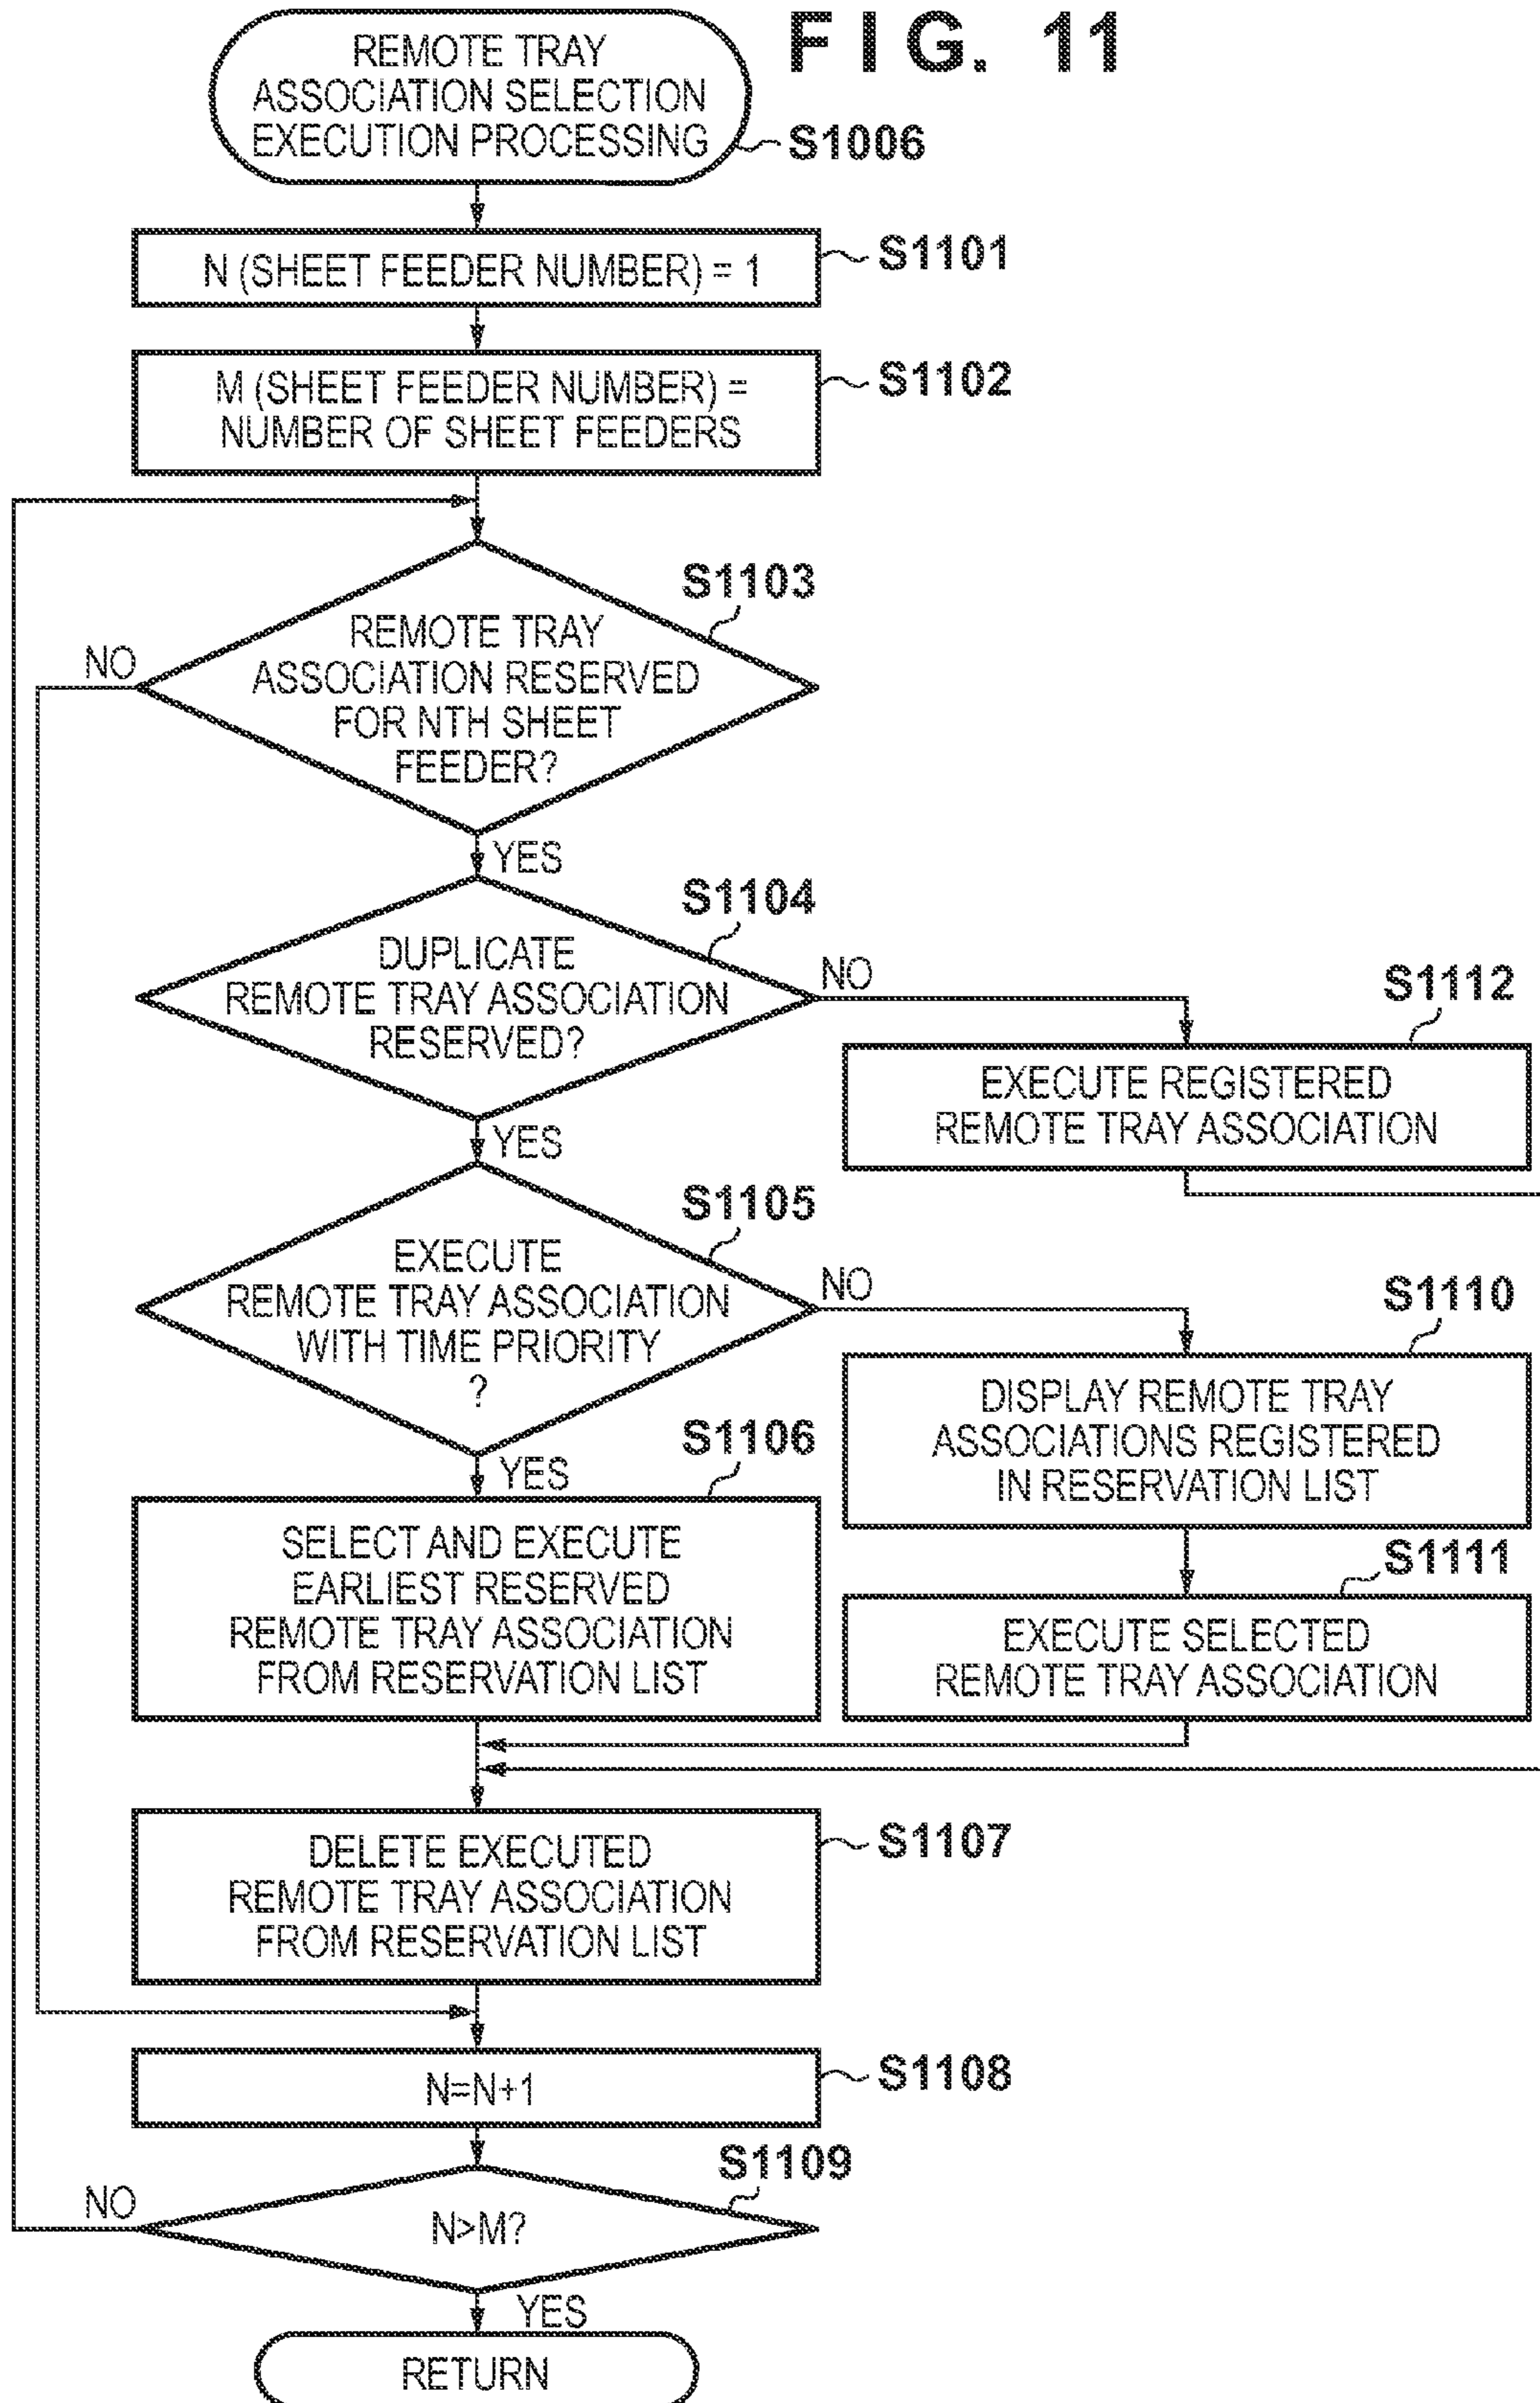 FIG. 11
REMOTE TRAY
ASSOCIATION SELECTION
EXECUTION PROCESSING
S1006
N (SHEET FEEDER NUMBER) = 1
S1101
M (SHEET FEEDER NUMBER) =
NUMBER OF SHEET FEEDERS
S1102
S1103
REMOTE TRAY
ASSOCIATION RESERVED
FOR NTH SHEET
FEEDER?
NO
YES
S1104
DUPLICATE
REMOTE TRAY ASSOCIATION
RESERVED?
NO
YES
S1112
EXECUTE REGISTERED
REMOTE TRAY ASSOCIATION
S1105
EXECUTE
REMOTE TRAY ASSOCIATION
WITH TIME PRIORITY
?
NO
YES
S1110
DISPLAY REMOTE TRAY
ASSOCIATIONS REGISTERED
IN RESERVATION LIST
S1106
SELECT AND EXECUTE
EARLIEST RESERVED
REMOTE TRAY ASSOCIATION
FROM RESERVATION LIST
S1111
EXECUTE SELECTED
REMOTE TRAY ASSOCIATION
DELETE EXECUTED
REMOTE TRAY ASSOCIATION
FROM RESERVATION LIST
S1107
N=N+1
S1108
S1109
N>M?
NO
YES
RETURN